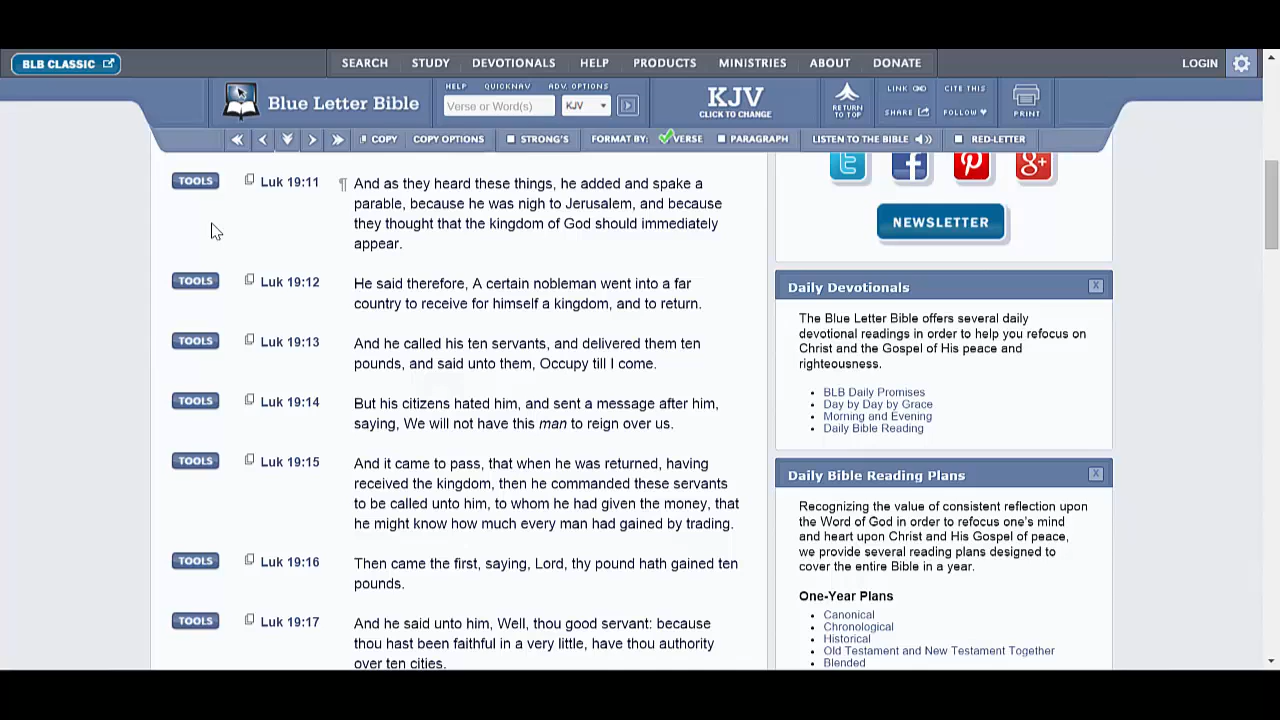 BLB CLASSIC
SEARCH STUDY DEVOTIONALS HELP PRODUCTS MINISTRIES ABOUT DONATE
LOGIN
Blue Letter Bible
HELP QUICKNAV ADV. OPTIONS
Verse or Word(s) KJV
KJV
CLICK TO CHANGE
RETURN
TO TOP
LINK CITE THIS
SHARE FOLLOW
PRINT
COPY COPY OPTIONS STRONG'S FORMAT BY: VERSE PARAGRAPH LISTEN TO THE BIBLE RED-LETTER
TOOLS Luk 19:11 ¶ And as they heard these things, he added and spake a
parable, because he was nigh to Jerusalem, and because
they thought that the kingdom of God should immediately
appear.
TOOLS Luk 19:12 He said therefore, A certain nobleman went into a far
country to receive for himself a kingdom, and to return.
TOOLS Luk 19:13 And he called his ten servants, and delivered them ten
pounds, and said unto them, Occupy till I come.
TOOLS Luk 19:14 But his citizens hated him, and sent a message after him,
saying, We will not have this man to reign over us.
TOOLS Luk 19:15 And it came to pass, that when he was returned, having
received the kingdom, then he commanded these servants
to be called unto him, to whom he had given the money, that
he might know how much every man had gained by trading.
TOOLS Luk 19:16 Then came the first, saying, Lord, thy pound hath gained ten
pounds.
TOOLS Luk 19:17 And he said unto him, Well, thou good servant: because
thou hast been faithful in a very little, have thou authority
over ten cities.
NEWSLETTER
Daily Devotionals X
The Blue Letter Bible offers several daily
devotional readings in order to help you refocus on
Christ and the Gospel of His peace and
righteousness.
BLB Daily Promises
Day by Day by Grace
Morning and Evening
Daily Bible Reading
Daily Bible Reading Plans X
Recognizing the value of consistent reflection upon
the Word of God in order to refocus one's mind
and heart upon Christ and His Gospel of peace,
we provide several reading plans designed to
cover the entire Bible in a year.
One-Year Plans
Canonical
Chronological
Historical
Old Testament and New Testament Together
Blended